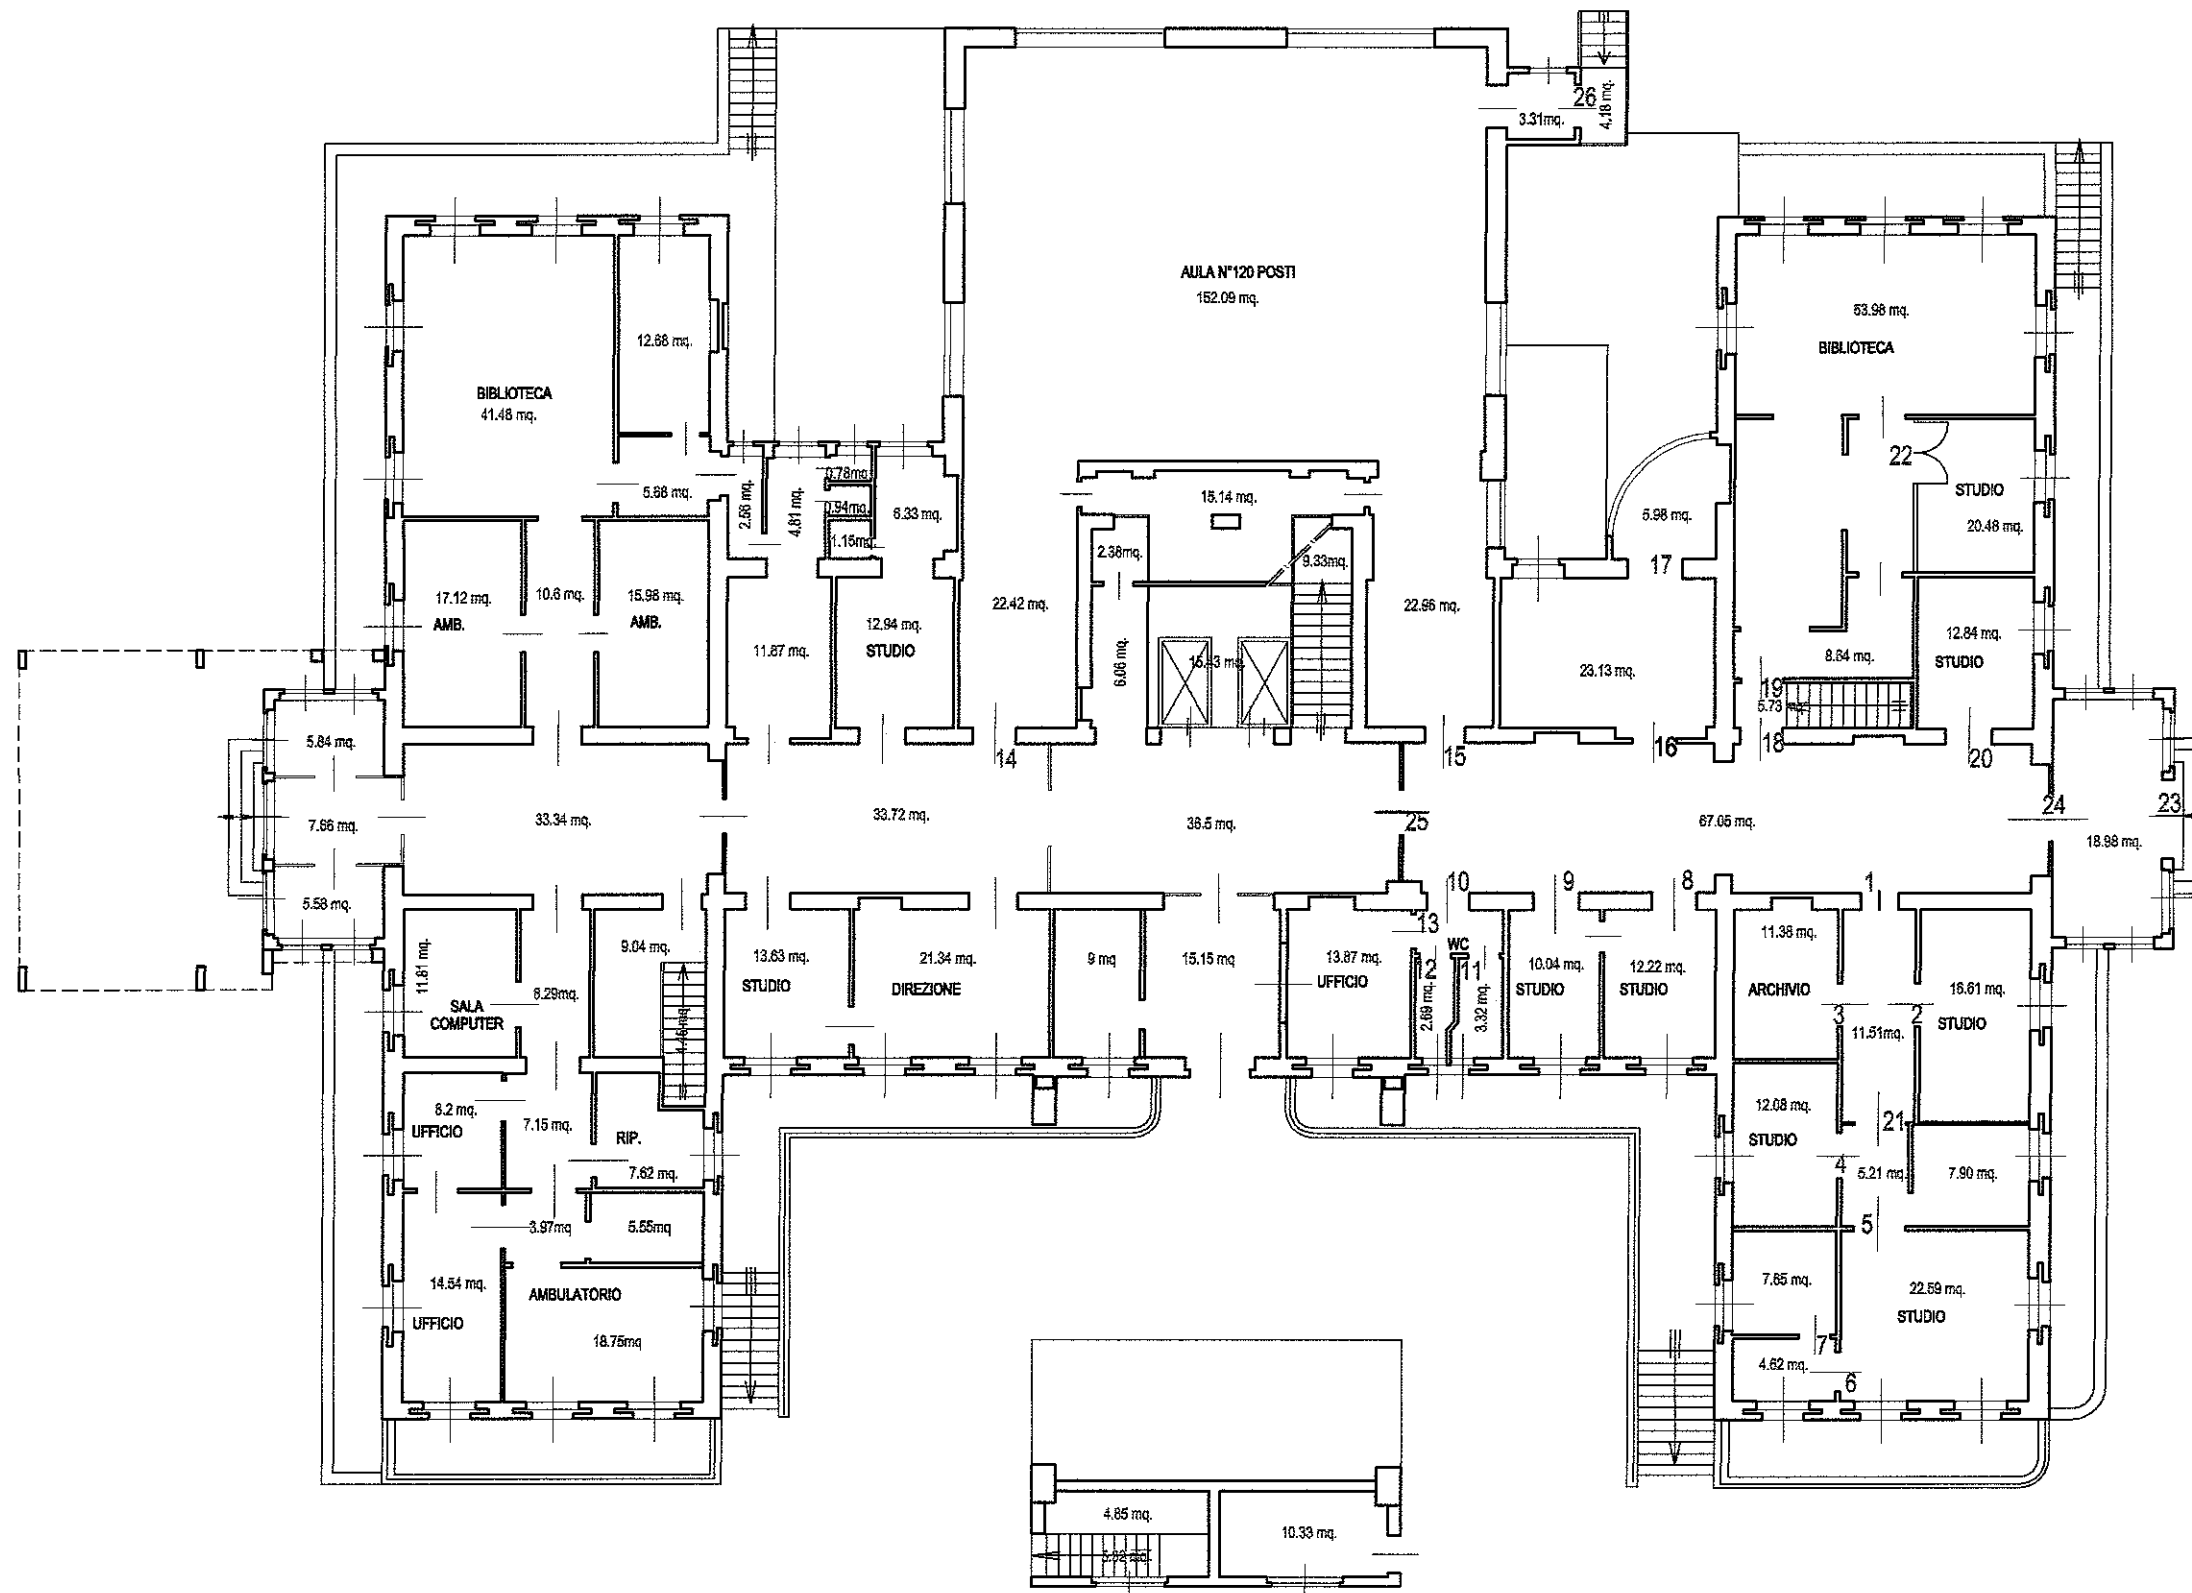 26
4.18 mq.
3.31mq.
AULA N°120 POSTI
152.09 mq.
53.98 mq.
BIBLIOTECA
12.68 mq.
BIBLIOTECA
41.48 mq.
22
STUDIO
20.48 mq.
0.78mq
5.68 mq.
2.56 mq.
4.81 mq.
0.94mq.
6.33 mq.
1.15mq.
15.14 mq.
5.98 mq.
2.38mq.
9.33mq.
17
17.12 mq.
AMB.
10.6 mq.
15.98 mq.
AMB.
22.42 mq.
22.96 mq.
12.94 mq.
STUDIO
11.87 mq.
6.06 mq.
23.13 mq.
8.64 mq.
12.84 mq.
STUDIO
19
5.73
5.84 mq.
14
15
16
18
20
7.66 mq.
33.34 mq.
33.72 mq.
36.5 mq.
25
67.05 mq.
24
23
18.98 mq.
5.58 mq.
10
9
8
1
13
11.81 mq.
SALA
COMPUTER
8.29mq.
9.04 mq.
13.63 mq.
STUDIO
21.34 mq.
DIREZIONE
9 mq
15.15 mq
13.87 mq.
UFFICIO
WC
12
11
2.69 mq.
3.32 mq.
10.04 mq.
STUDIO
12.22 mq.
STUDIO
11.38 mq.
ARCHIVIO
3
11.51mq.
2
16.61 mq.
STUDIO
8.2 mq.
UFFICIO
7.15 mq.
RIP.
7.62 mq.
12.08 mq.
STUDIO
21
4
5.21 mq.
7.90 mq.
3.97mq
5.55mq
5
14.54 mq.
UFFICIO
AMBULATORIO
18.75mq
7.65 mq.
22.59 mq.
STUDIO
7
4.62 mq.
6
4.85 mq.
10.33 mq.